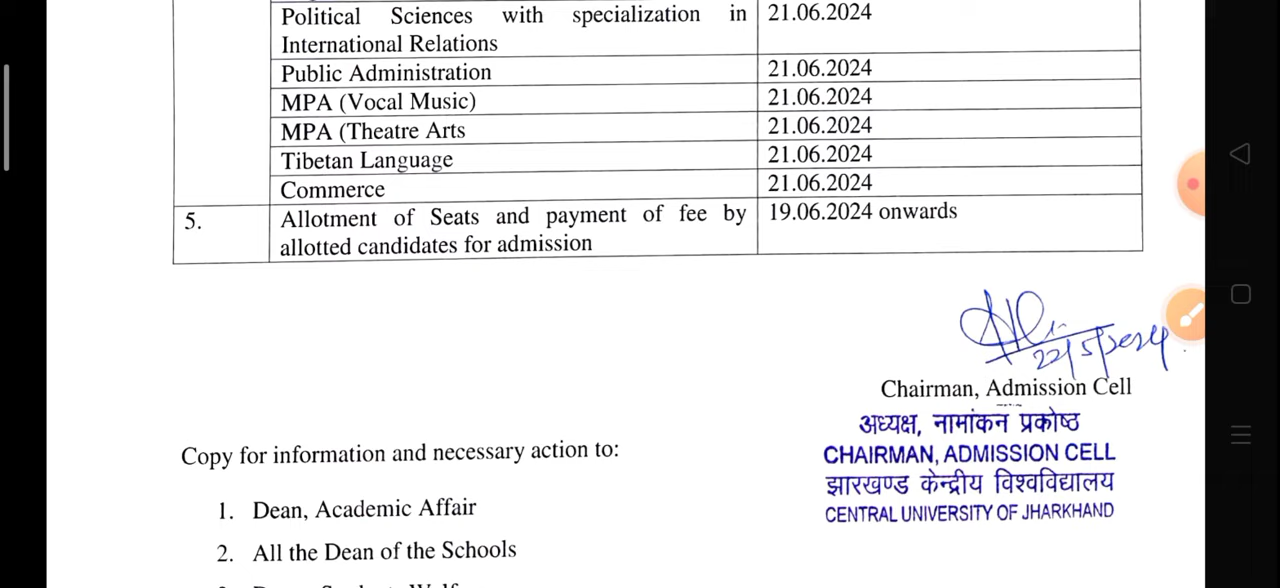 Political Sciences with specialization in 21.06.2024
International Relations
Public Administration 21.06.2024
MPA (Vocal Music) 21.06.2024
MPA (Theatre Arts 21.06.2024
Tibetan Language 21.06.2024
Commerce 21.06.2024
5. Allotment of Seats and payment of fee by 19.06.2024 onwards
allotted candidates for admission
22/5/2024
Chairman, Admission Cell
अध्यक्ष, नामांकन प्रकोष्ठ
CHAIRMAN, ADMISSION CELL
झारखण्ड केन्द्रीय विश्वविद्यालय
CENTRAL UNIVERSITY OF JHARKHAND
Copy for information and necessary action to:
1. Dean, Academic Affair
2. All the Dean of the Schools